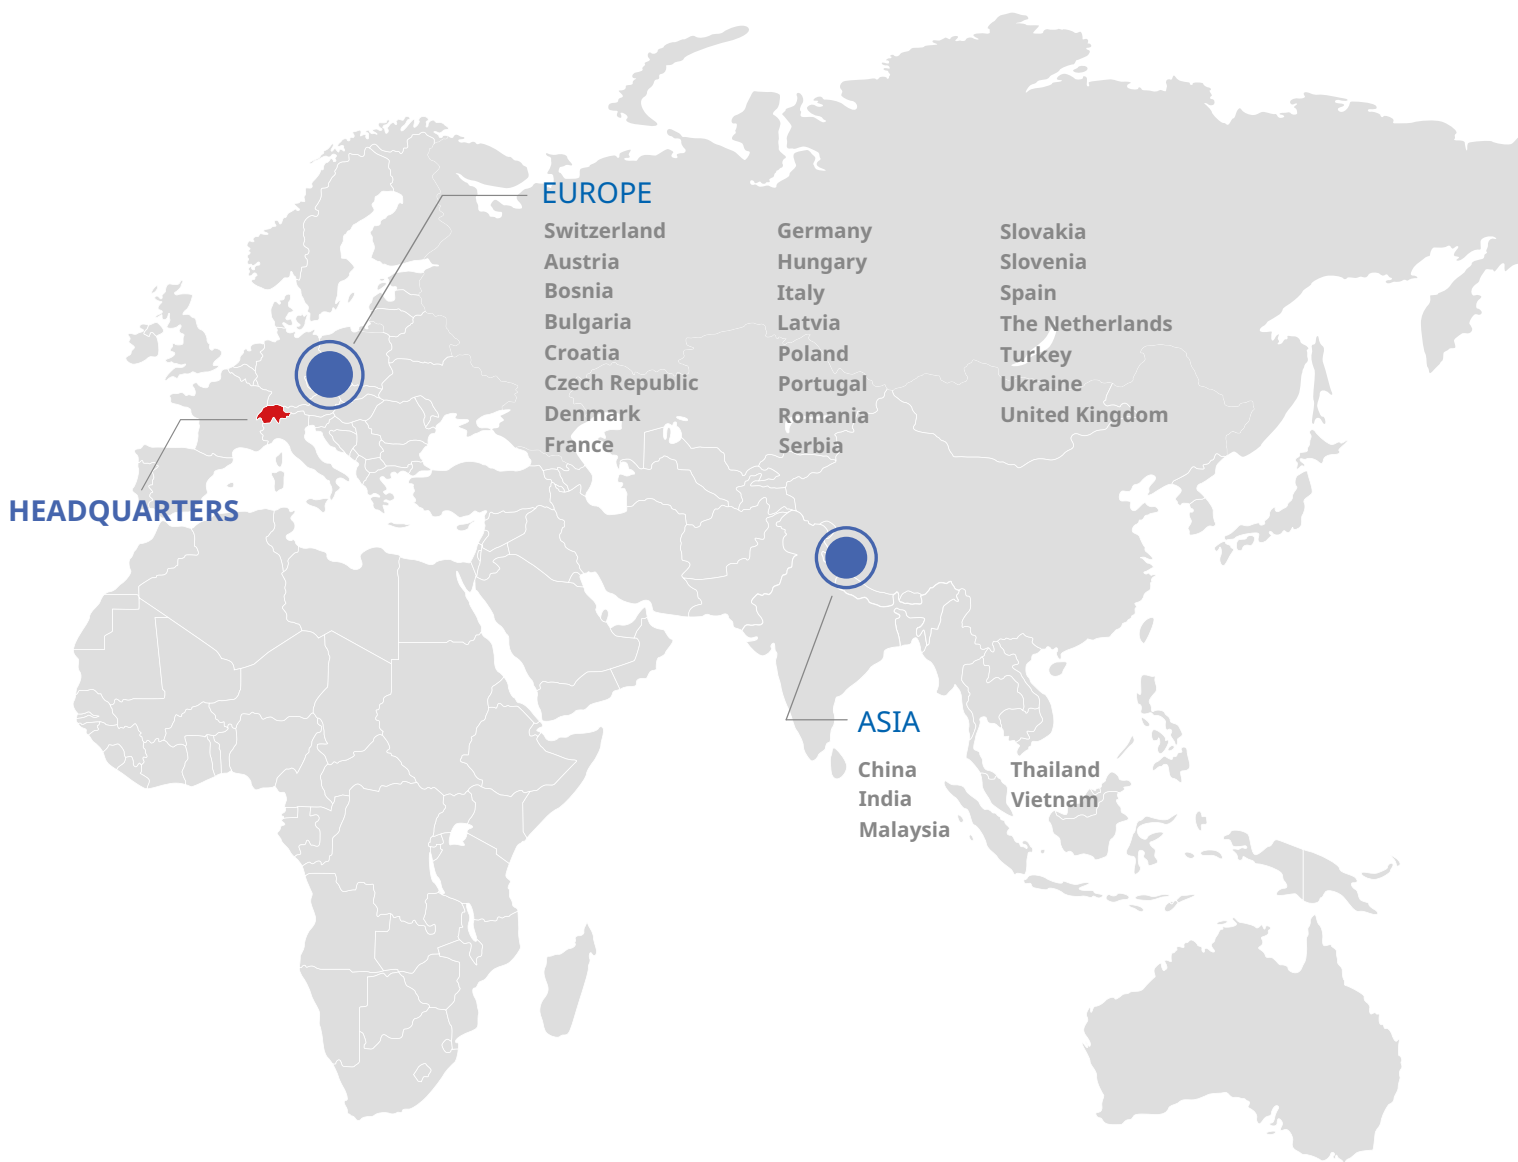 EUROPE
Switzerland
Austria
Bosnia
Bulgaria
Croatia
Czech Republic
Denmark
France
Germany
Hungary
Italy
Latvia
Poland
Portugal
Romania
Serbia
Slovakia
Slovenia
Spain
The Netherlands
Turkey
Ukraine
United Kingdom
HEADQUARTERS
ASIA
China
India
Malaysia
Thailand
Vietnam